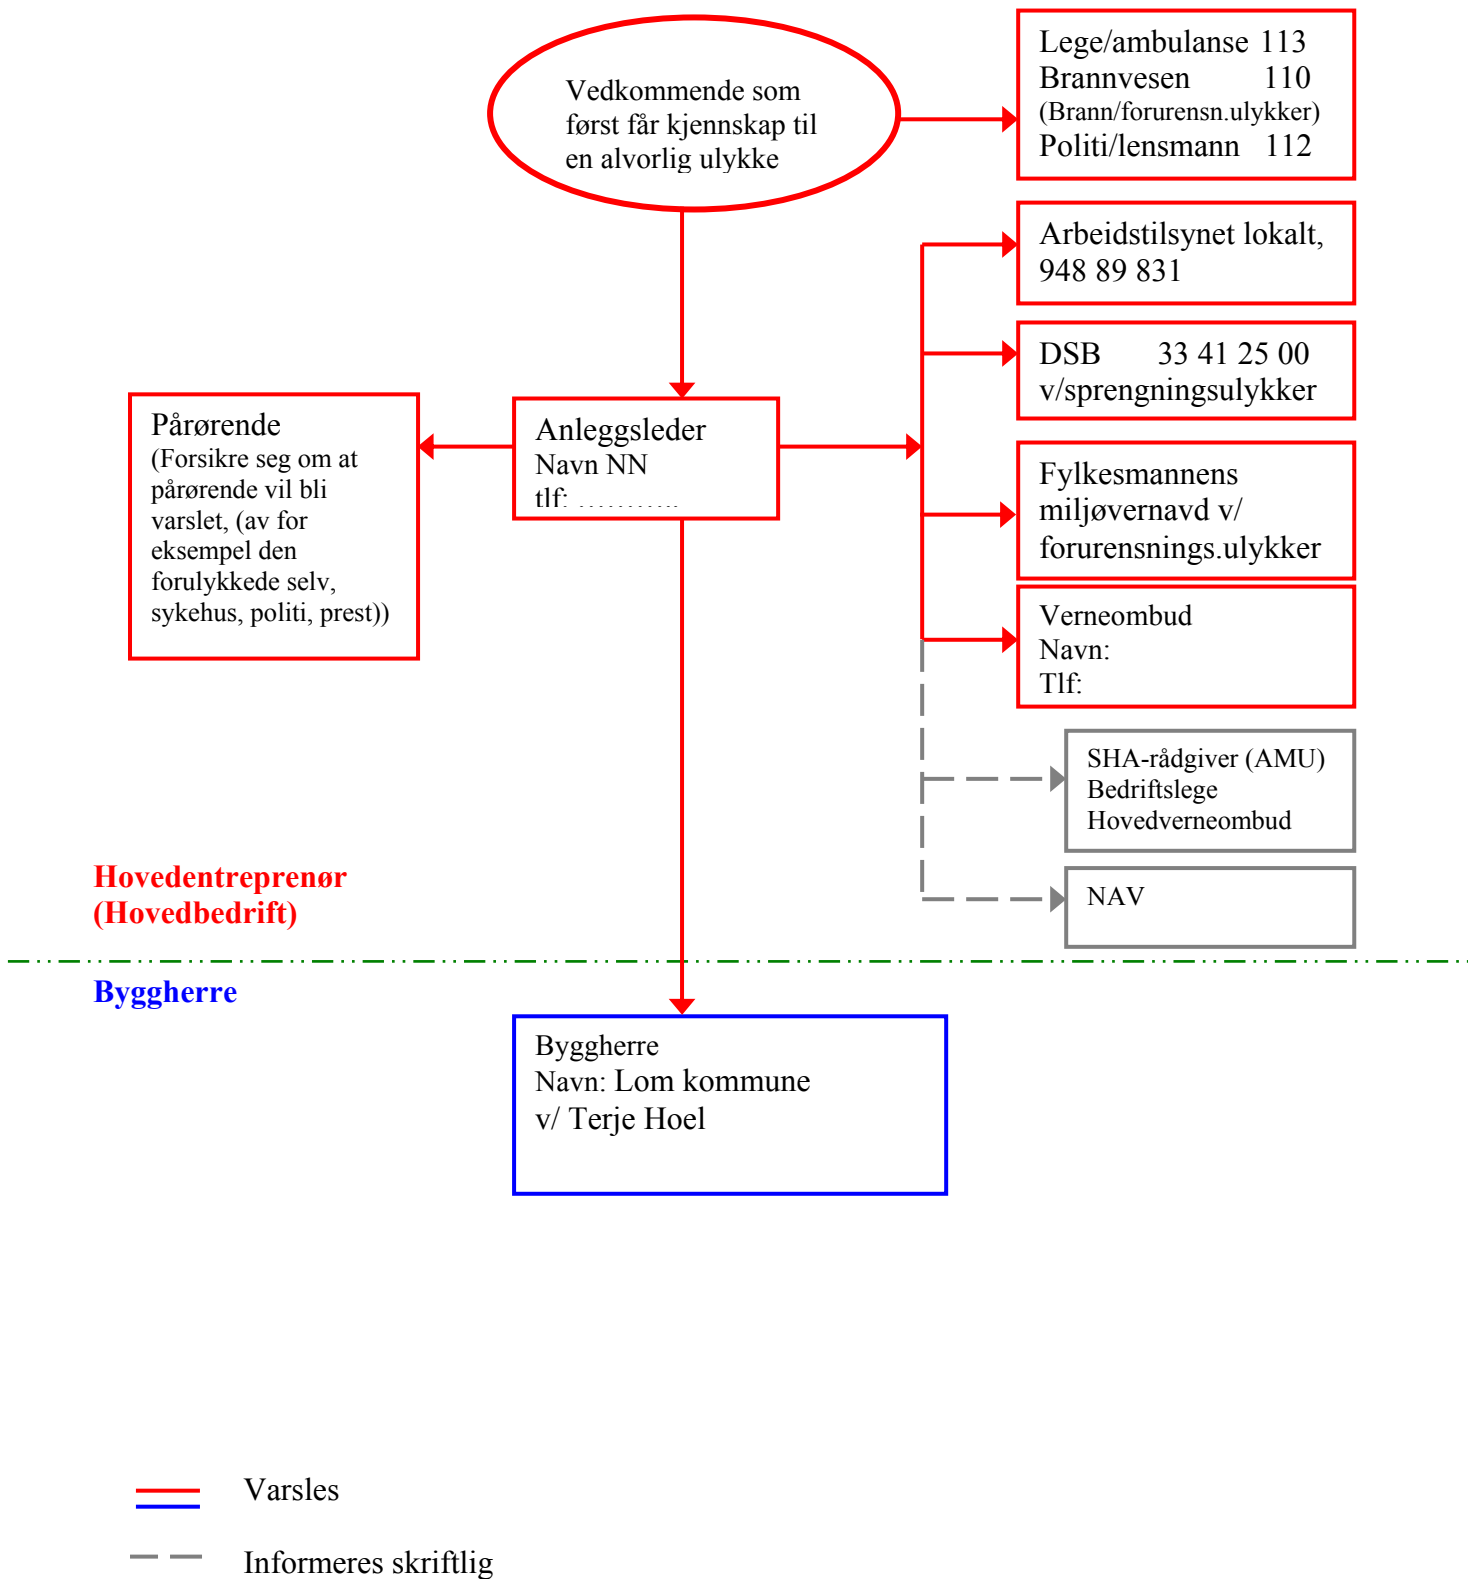 Vedkommende som
først får kjennskap til
en alvorlig ulykke
Lege/ambulanse 113
Brannvesen 110
(Brann/forurensn.ulykker)
Politi/lensmann 112
Arbeidstilsynet lokalt,
948 89 831
DSB 33 41 25 00
v/sprengningsulykker
Pårørende
(Forsikre seg om at
pårørende vil bli
varslet, (av for
eksempel den
forulykkede selv,
sykehus, politi, prest))
Anleggsleder
Navn NN
tlf: ………..
Fylkesmannens
miljøvernavd v/
forurensnings.ulykker
Verneombud
Navn:
Tlf:
SHA-rådgiver (AMU)
Bedriftslege
Hovedverneombud
NAV
Hovedentreprenør
(Hovedbedrift)
Byggherre
Byggherre
Navn: Lom kommune
v/ Terje Hoel
Varsles
Informeres skriftlig